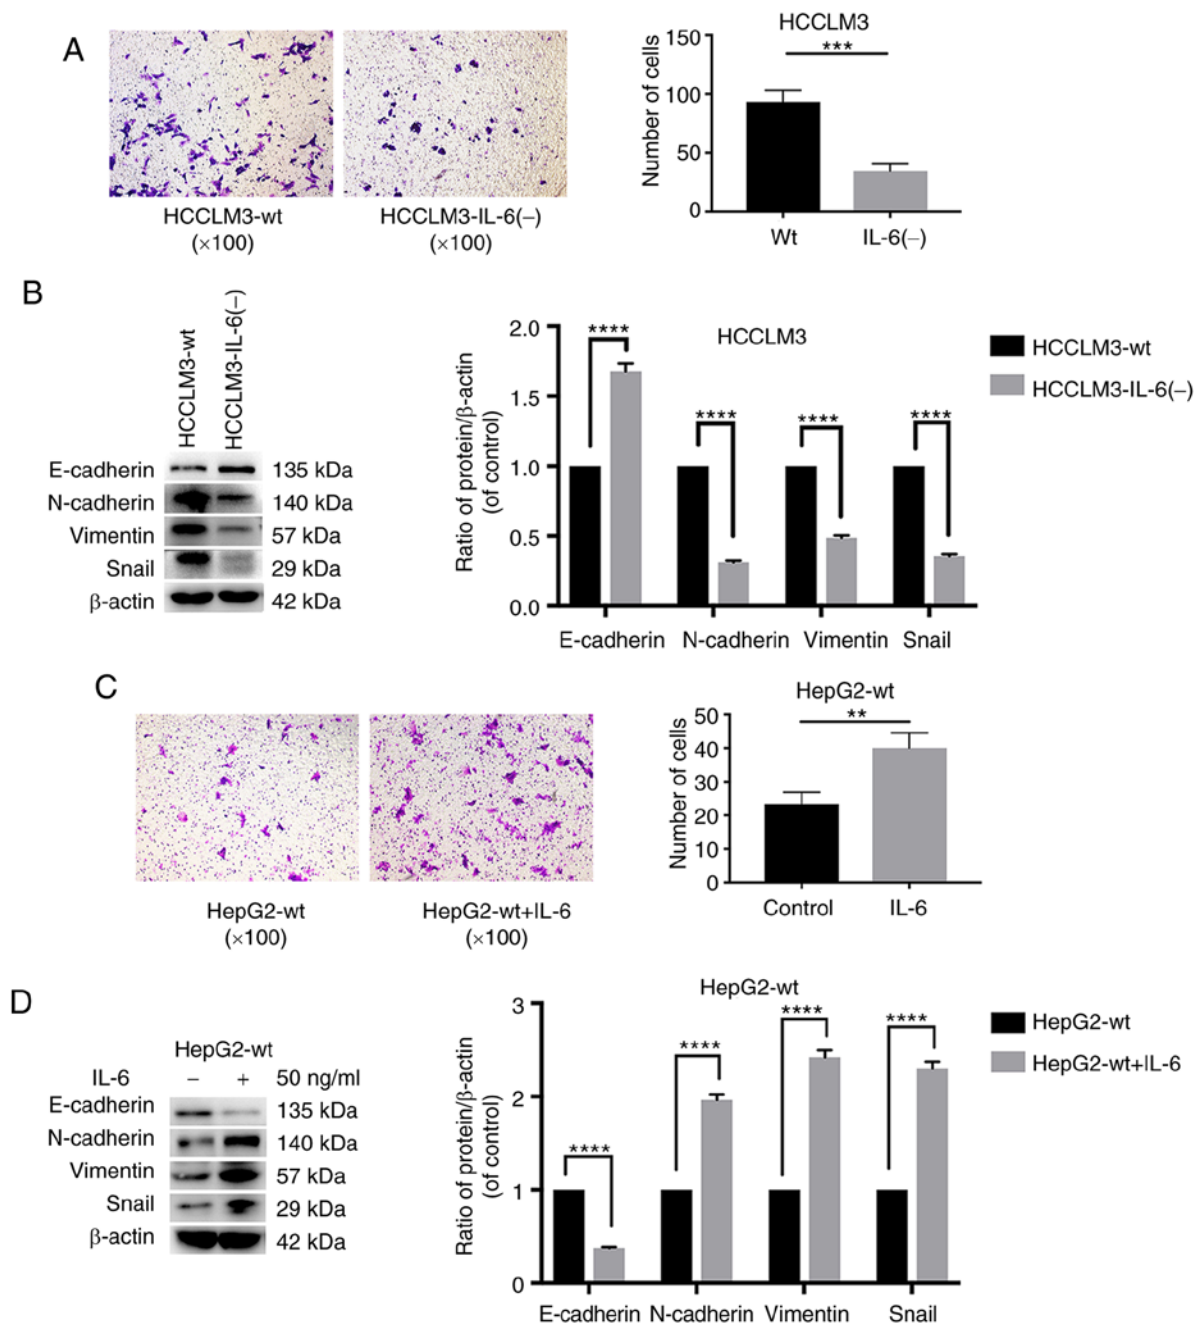 A
HCCLM3-wt
(×100)
HCCLM3-IL-6(–)
(×100)
HCCLM3
***
Number of cells
150
100
50
0
Wt
IL-6(–)
B
HCCLM3-wt
HCCLM3-IL-6(–)
E-cadherin 135 kDa
N-cadherin 140 kDa
Vimentin 57 kDa
Snail 29 kDa
β-actin 42 kDa
HCCLM3
Ratio of protein/β-actin
(of control)
2.0
1.5
1.0
0.5
0.0
**** **** **** ****
E-cadherin N-cadherin Vimentin Snail
HCCLM3-wt
HCCLM3-IL-6(–)
C
HepG2-wt
(×100)
HepG2-wt+IL-6
(×100)
HepG2-wt
**
Number of cells
50
40
30
20
10
0
Control IL-6
D
HepG2-wt
IL-6 – + 50 ng/ml
E-cadherin 135 kDa
N-cadherin 140 kDa
Vimentin 57 kDa
Snail 29 kDa
β-actin 42 kDa
HepG2-wt
Ratio of protein/β-actin
(of control)
3
2
1
0
**** **** **** ****
E-cadherin N-cadherin Vimentin Snail
HepG2-wt
HepG2-wt+IL-6